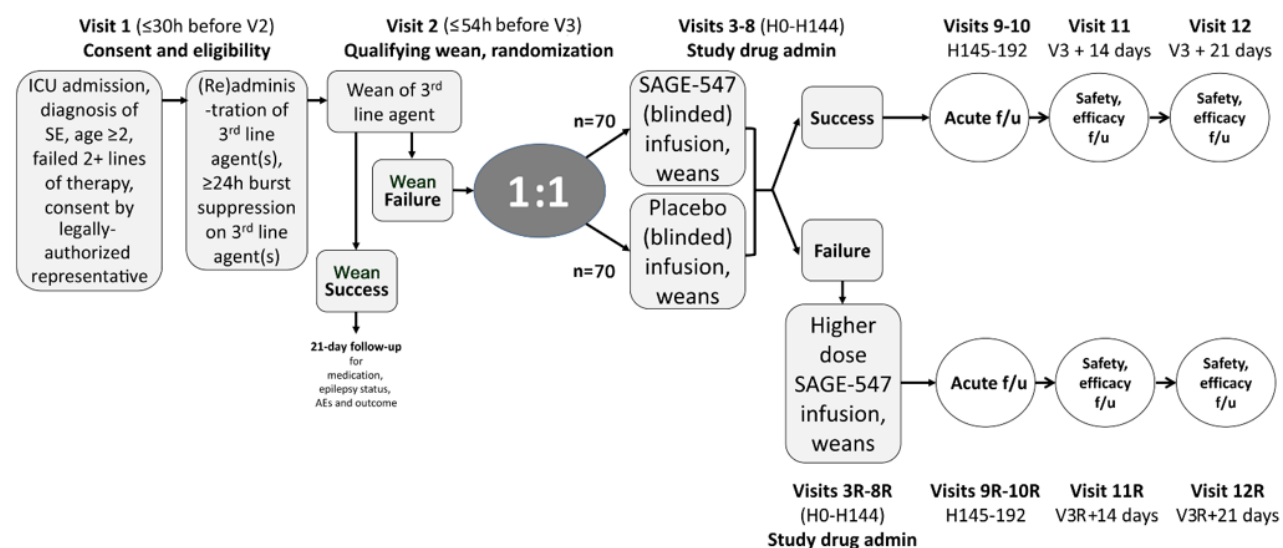 Visit 1 (≤30h before V2)
Consent and eligibility
Visit 2 (≤54h before V3)
Qualifying wean, randomization
Visits 3-8 (H0-H144)
Study drug admin
Visits 9-10
H145-192
Visit 11
V3 + 14 days
Visit 12
V3 + 21 days
ICU admission,
diagnosis of
SE, age ≥2,
failed 2+ lines
of therapy,
consent by
legally-
authorized
representative
(Re)adminis
-tration of
3rd line
agent(s),
≥24h burst
suppression
on 3rd line
agent(s)
Wean of 3rd
line agent
Wean
Failure
Wean
Success
21-day follow-up
for
medication,
epilepsy status,
AEs and outcome
1:1
n=70
n=70
SAGE-547
(blinded)
infusion,
weans
Placebo
(blinded)
infusion,
weans
Success
Acute f/u
Safety,
efficacy
f/u
Safety,
efficacy
f/u
Failure
Higher
dose
SAGE-547
infusion,
weans
Acute f/u
Safety,
efficacy
f/u
Safety,
efficacy
f/u
Visits 3R-8R
(H0-H144)
Study drug admin
Visits 9R-10R
H145-192
Visit 11R
V3R+14 days
Visit 12R
V3R+21 days